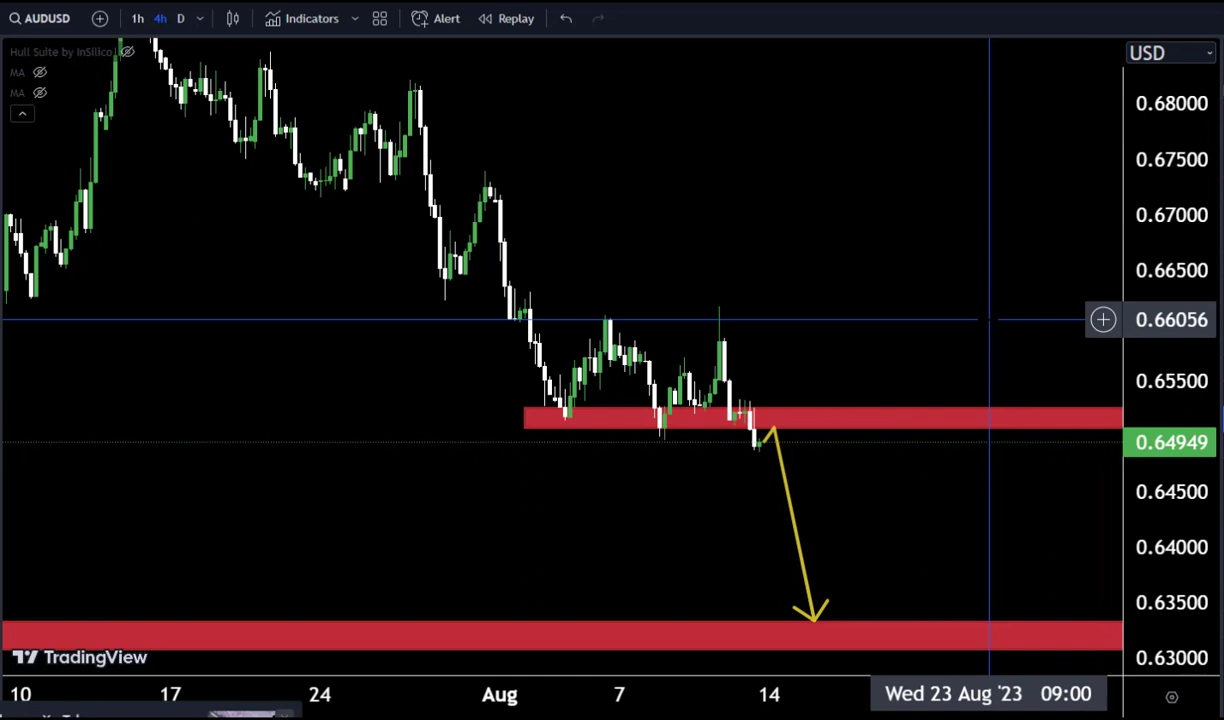 AUDUSD 1h 4h D Indicators Alert Replay
Hull Suite by InSilico
MA
MA
USD
0.68000
0.67500
0.67000
0.66500
0.66056
0.65500
0.64949
0.64500
0.64000
0.63500
0.63000
TradingView
10 17 24 Aug 7 14 Wed 23 Aug '23 09:00